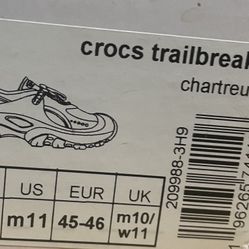 crocs trailbreak
chartreu
209988-3H9
US EUR UK
m11 45-46 m10/
w11